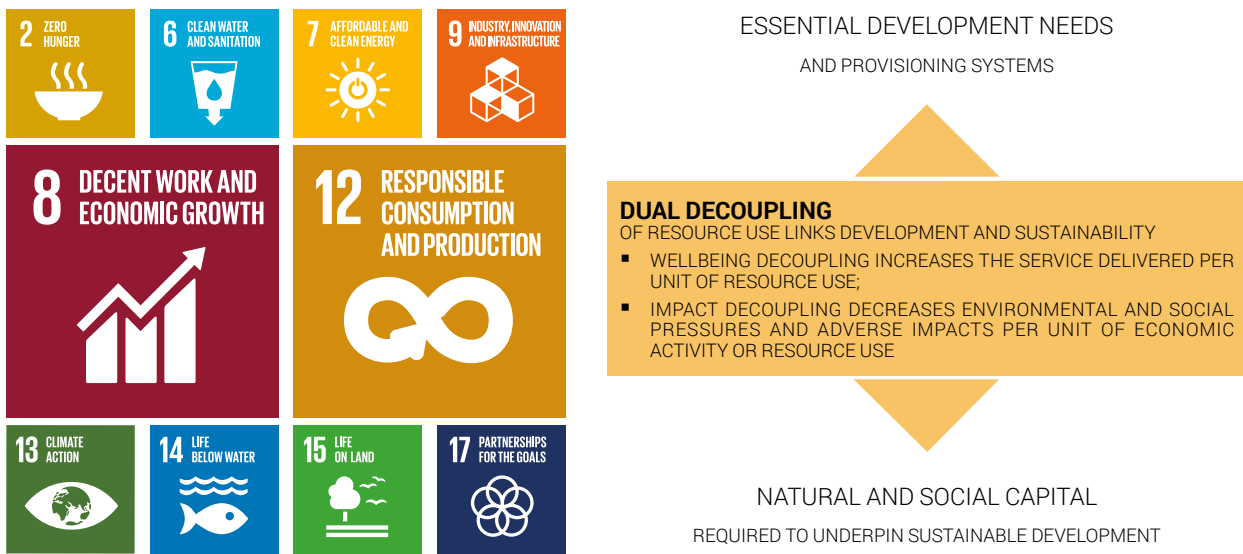 2 ZERO
HUNGER
6 CLEAN WATER
AND SANITATION
7 AFFORDABLE AND
CLEAN ENERGY
9 INDUSTRY, INNOVATION
AND INFRASTRUCTURE
8 DECENT WORK AND
ECONOMIC GROWTH
12 RESPONSIBLE
CONSUMPTION
AND PRODUCTION
13 CLIMATE
ACTION
14 LIFE
BELOW WATER
15 LIFE
ON LAND
17 PARTNERSHIPS
FOR THE GOALS
ESSENTIAL DEVELOPMENT NEEDS
AND PROVISIONING SYSTEMS
DUAL DECOUPLING
OF RESOURCE USE LINKS DEVELOPMENT AND SUSTAINABILITY
▪ WELLBEING DECOUPLING INCREASES THE SERVICE DELIVERED PER
UNIT OF RESOURCE USE;
▪ IMPACT DECOUPLING DECREASES ENVIRONMENTAL AND SOCIAL
PRESSURES AND ADVERSE IMPACTS PER UNIT OF ECONOMIC
ACTIVITY OR RESOURCE USE
NATURAL AND SOCIAL CAPITAL
REQUIRED TO UNDERPIN SUSTAINABLE DEVELOPMENT